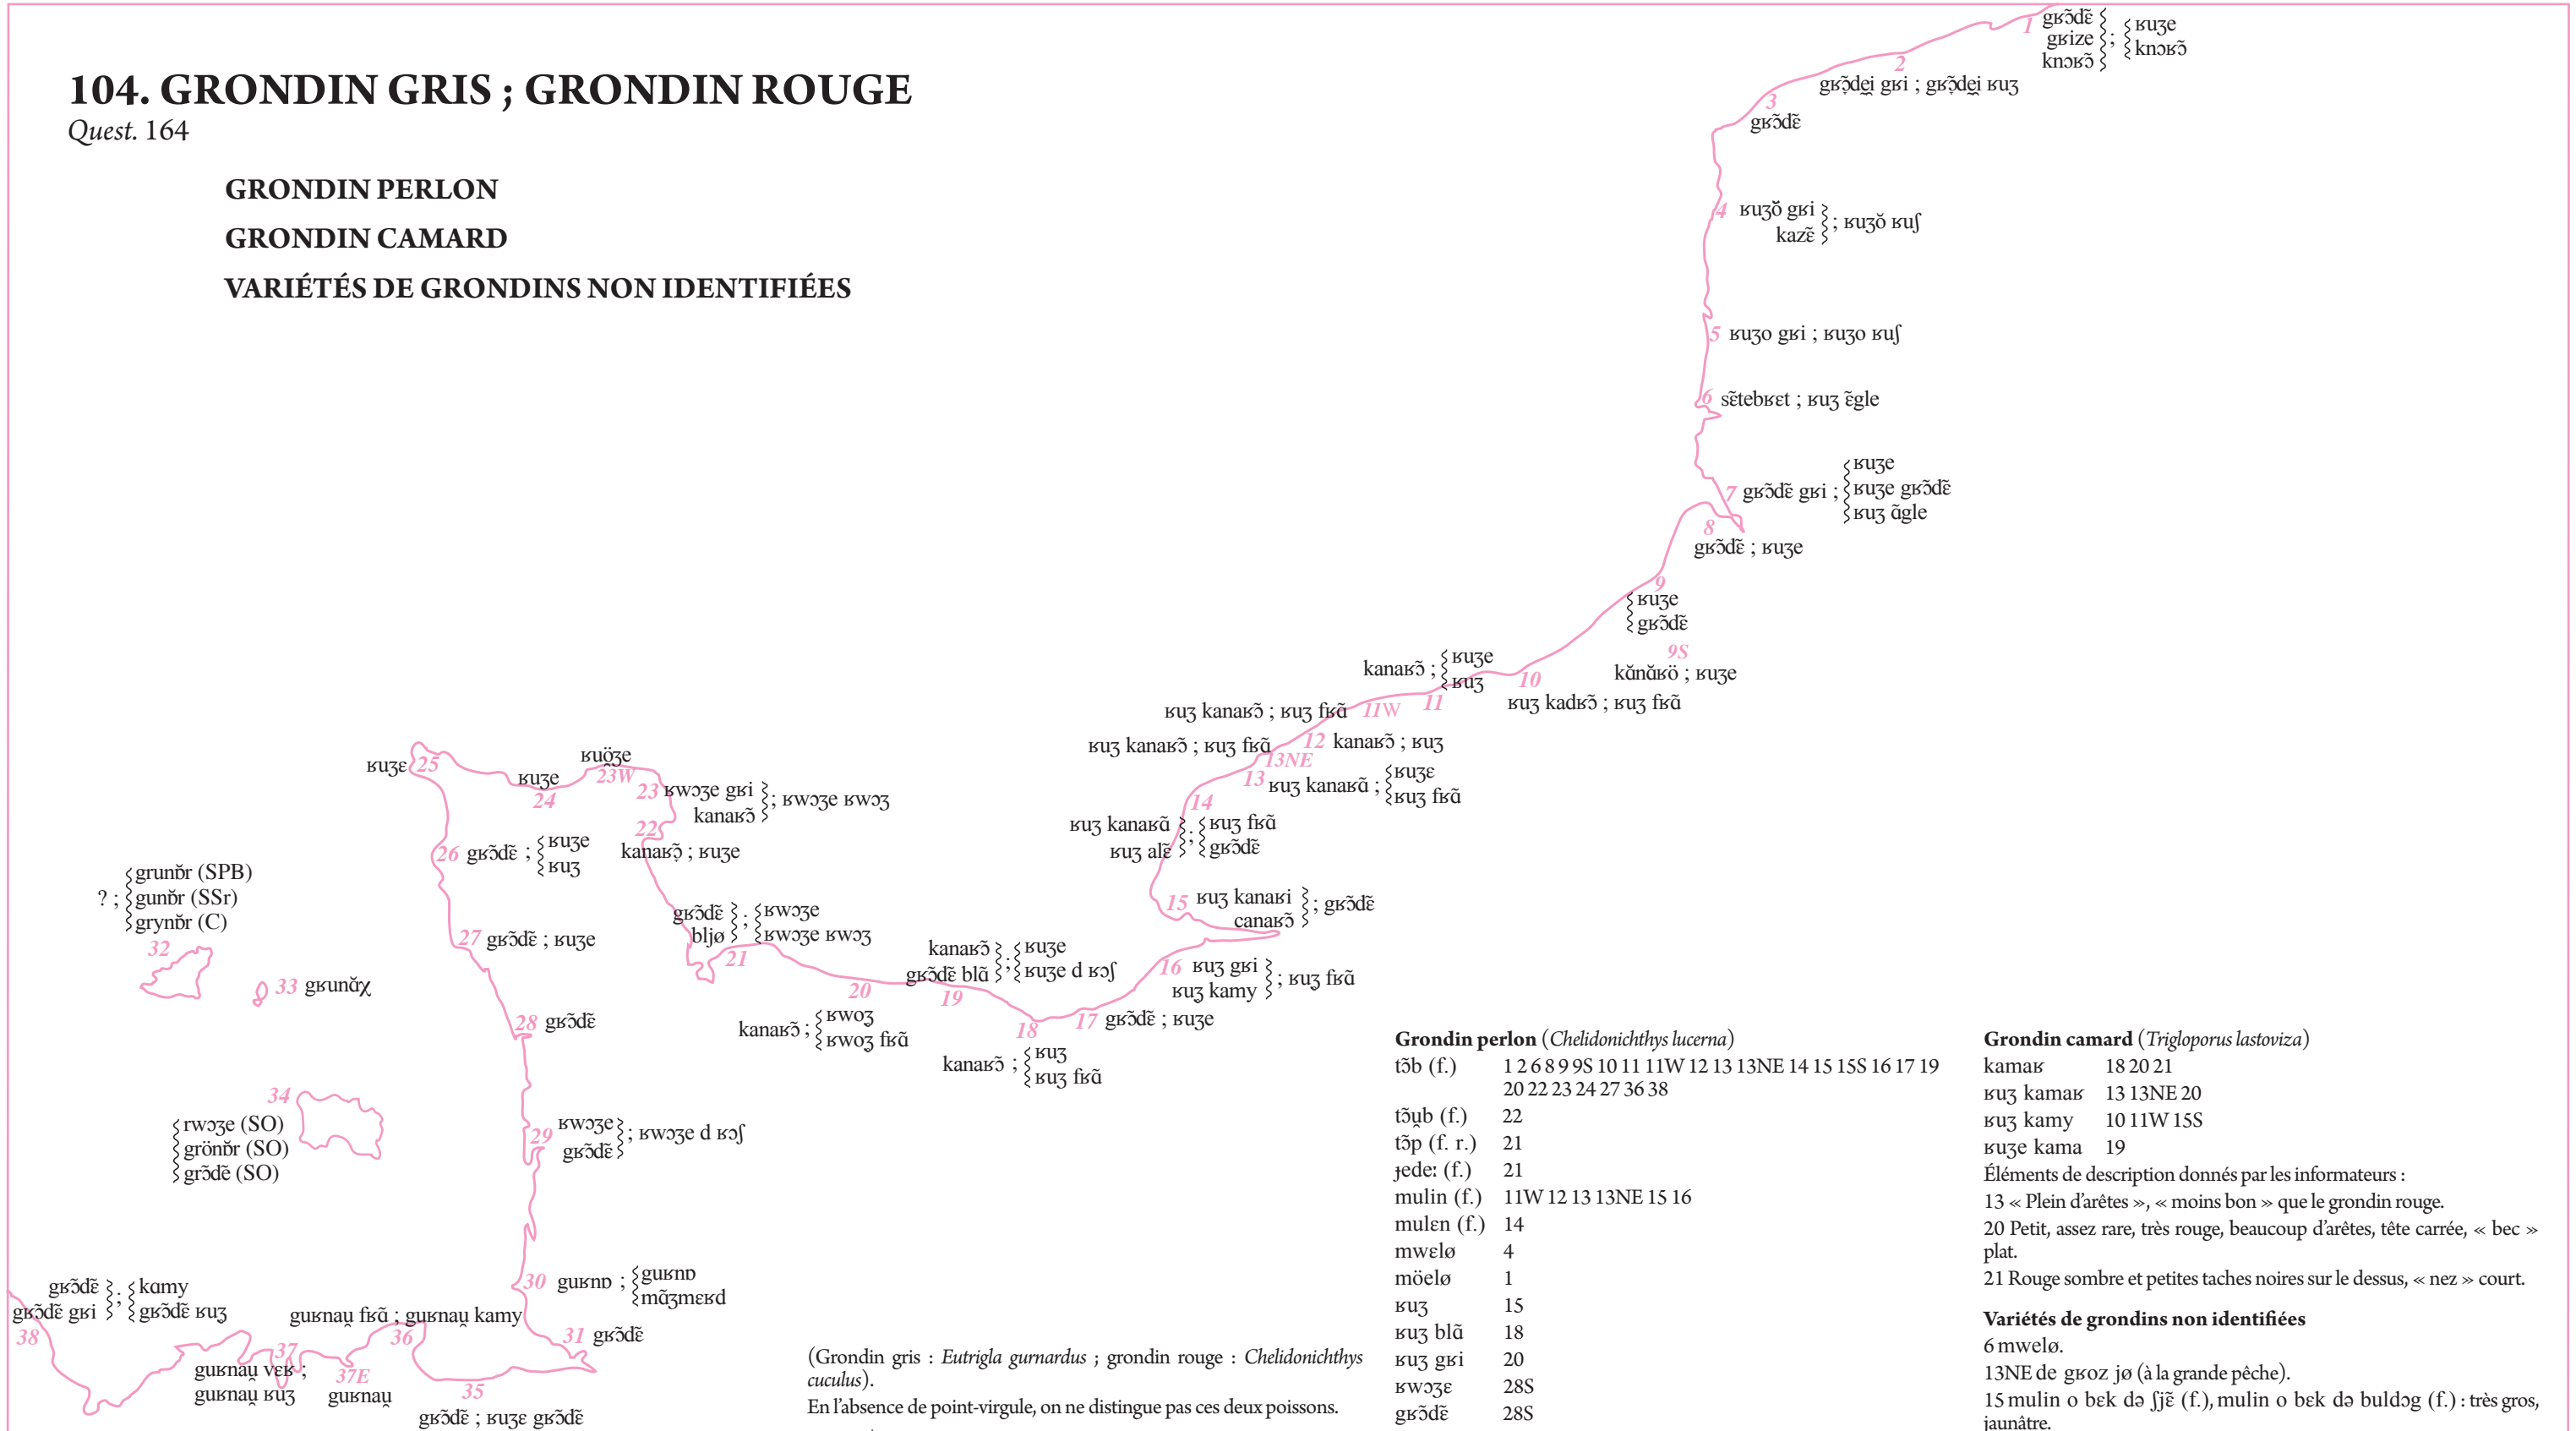 104. GRONDIN GRIS ; GRONDIN ROUGE
Quest. 164
GRONDIN PERLON
GRONDIN CAMARD
VARIÉTÉS DE GRONDINS NON IDENTIFIÉES
1 gʁɔ̃dɛ̃
gʁize
knɔʁɔ̃ ; ʁuʒe
knɔʁɔ̃
2
gʁɔ̃dei̯ gʁi ; gʁɔ̃dei̯ ʁuʒ
3
gʁɔ̃dɛ̃
4 ʁuʒŏ gʁi
kazɛ̃ ; ʁuʒŏ ʁuʃ
5 ʁuʒo gʁi ; ʁuʒo ʁuʃ
6 sɛ̃tebʁɛt ; ʁuʒ ɛ̃gle
7 gʁɔ̃dɛ̃ gʁi ; ʁuʒe
ʁuʒe gʁɔ̃dɛ̃
ʁuʒ ɑ̃gle
8
gʁɔ̃dɛ̃ ; ʁuʒe
9
ʁuʒe
gʁɔ̃dɛ̃
9S
kănăʁö ; ʁuʒe
10
ʁuʒ kadʁɔ̃ ; ʁuʒ fʁɑ̃
kanaʁɔ̃ ; ʁuʒe
ʁuʒ
11
ʁuʒ kanaʁɔ̃ ; ʁuʒ fʁɑ̃ 11W
12 kanaʁɔ̃ ; ʁuʒ
ʁuʒ kanaʁɔ̃ ; ʁuʒ fʁɑ̃
13NE
13 ʁuʒ kanaʁɑ̃ ; ʁuʒɛ
ʁuʒ fʁɑ̃
14
ʁuʒ kanaʁɑ̃
ʁuʒ alɛ̃ ; ʁuʒ fʁɑ̃
gʁɔ̃dɛ̃
15 ʁuʒ kanaʁi
canaʁɔ̃ ; gʁɔ̃dɛ̃
16 ʁuʒ gʁi
ʁuʒ kamy ; ʁuʒ fʁɑ̃
17 gʁɔ̃dɛ̃ ; ʁuʒe
18
kanaʁɔ̃ ; ʁuʒ
ʁuʒ fʁɑ̃
kanaʁɔ̃
gʁɔ̃dɛ̃ blɑ̃ ; ʁuʒe
ʁuʒe d ʁɔʃ
19
20
kanaʁɔ̃ ; ʁwoʒ
ʁwoʒ fʁɑ̃
gʁɔ̃dɛ̃
bljø ; ʁwɔʒe
ʁwɔʒe ʁwɔʒ
21
22
kanaʁɔ̃ ; ʁuʒe
23 ʁwɔʒe gʁi
kanaʁɔ̃ ; ʁwɔʒe ʁwɔʒ
ʁuö̯ʒe
23W
ʁuʒe
24
ʁuʒɛ 25
26 gʁɔ̃dɛ̃ ; ʁuʒe
ʁuʒ
27 gʁɔ̃dɛ̃ ; ʁuʒe
28 gʁɔ̃dɛ̃
29 ʁwɔʒe
gʁɔ̃dɛ̃ ; ʁwɔʒe d ʁɔʃ
30 guʁnɒ ; guʁnɒ
mɑ̃ʒmɛʁd
31 gʁɔ̃dɛ̃
? ; grunɒ̆r (SPB)
gunɒ̆r (SSr)
grynɒ̆r (C)
32
33 gʁunɑ̆χ
34
rwɔʒe (SO)
grönɒ̆r (SO)
grɔ̃dɛ̃ (SO)
35
gʁɔ̃dɛ̃ ; ʁuʒɛ gʁɔ̃dɛ̃
guʁnau̯ fʁɑ̃ ; guʁnau̯ kamy
36
37
guʁnau̯ vɛʁ ;
guʁnau̯ ʁuʒ
37E
guʁnau̯
gʁɔ̃dɛ̃
gʁɔ̃dɛ̃ gʁi ; kɑmy
gʁɔ̃dɛ̃ ʁuʒ
38
(Grondin gris : Eutrigla gurnardus ; grondin rouge : Chelidonichthys
cuculus).
En l’absence de point-virgule, on ne distingue pas ces deux poissons.
Grondin perlon (Chelidonichthys lucerna)
tɔ̃b (f.) 1 2 6 8 9 9S 10 11 11W 12 13 13NE 14 15 15S 16 17 19
20 22 23 24 27 36 38
tɔ̃u̯b (f.) 22
tɔ̃p (f. r.) 21
ɟedeː (f.) 21
mulin (f.) 11W 12 13 13NE 15 16
mulɛn (f.) 14
mwɛlø 4
möelø 1
ʁuʒ 15
ʁuʒ blɑ̃ 18
ʁuʒ gʁi 20
ʁwɔʒɛ 28S
gʁɔ̃dɛ̃ 28S
Grondin camard (Trigloporus lastoviza)
kamaʁ 18 20 21
ʁuʒ kamaʁ 13 13NE 20
ʁuʒ kamy 10 11W 15S
ʁuʒe kama 19
Éléments de description donnés par les informateurs :
13 « Plein d’arêtes », « moins bon » que le grondin rouge.
20 Petit, assez rare, très rouge, beaucoup d’arêtes, tête carrée, « bec »
plat.
21 Rouge sombre et petites taches noires sur le dessus, « nez » court.
Variétés de grondins non identifiées
6 mwelø.
13NE de gʁoz jø (à la grande pêche).
15 mulin o bɛk də ʃjɛ̃ (f.), mulin o bɛk də buldɔg (f.) : très gros,
jaunâtre.